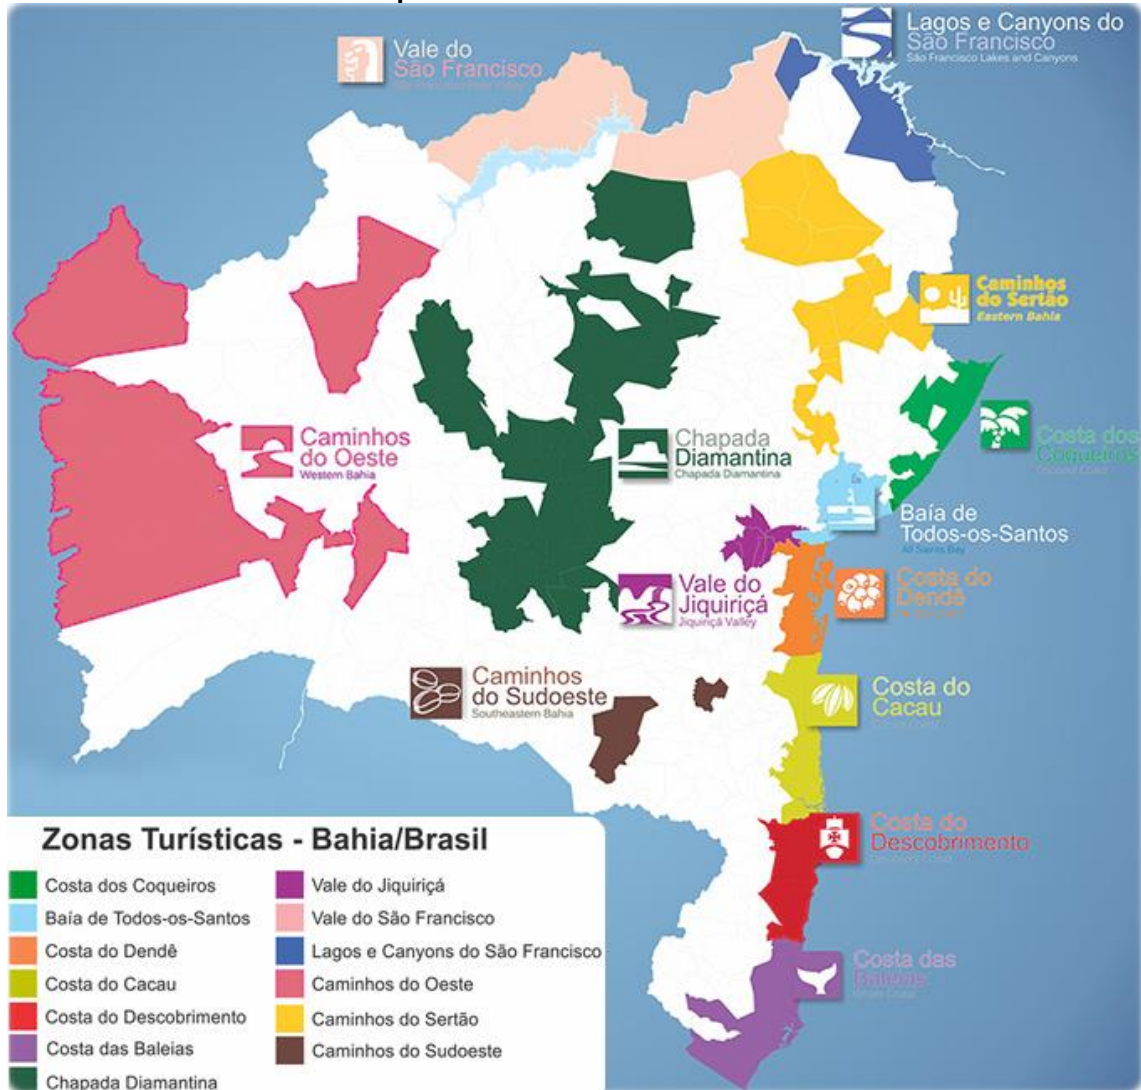 Lagos e Canyons do
São Francisco
São Francisco Lakes and Canyons
Vale do
São Francisco
Caminhos
do Sertão
Eastern Bahia
Costa dos
Coqueiros
Caminhos
do Oeste
Western Bahia
Chapada
Diamantina
Chapada Diamantina
Baía de
Todos-os-Santos
All Saints Bay
Vale do
Jiquiriçá
Jiquiriçá Valley
Costa do
Dendê
Caminhos
do Sudoeste
Southeastern Bahia
Costa do
Cacau
Costa do
Descobrimento
Costa das
Baleias
Zonas Turísticas - Bahia/Brasil
Costa dos Coqueiros
Baía de Todos-os-Santos
Costa do Dendê
Costa do Cacau
Costa do Descobrimento
Costa das Baleias
Chapada Diamantina
Vale do Jiquiriçá
Vale do São Francisco
Lagos e Canyons do São Francisco
Caminhos do Oeste
Caminhos do Sertão
Caminhos do Sudoeste